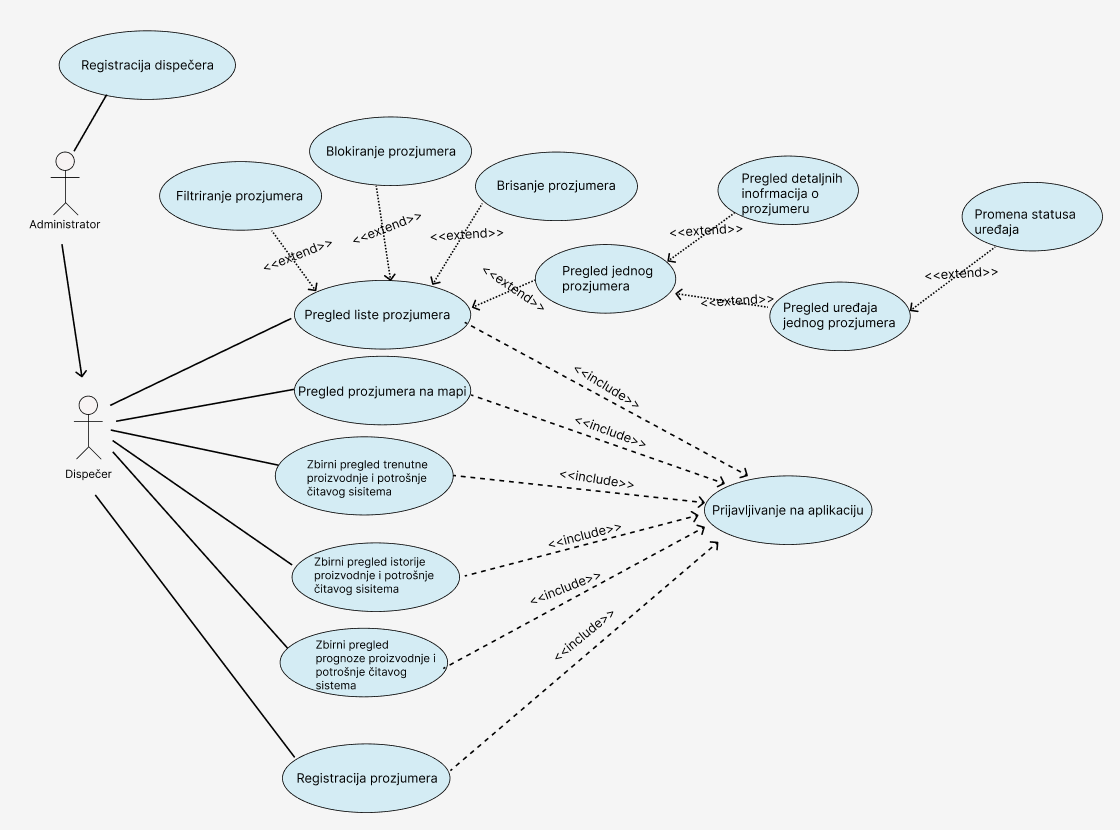 Registracija dispečera
Administrator
Filtriranje prozjumera
Blokiranje prozjumera
Brisanje prozjumera
Pregled detaljnih
inofrmacija o
prozjumeru
Promena statusa
uređaja
<<extend>>
<<extend>>
<<extend>>
<<extend>>
<<extend>>
<<extend>>
<<extend>>
Pregled jednog
prozjumera
Pregled uređaja
jednog prozjumera
Pregled liste prozjumera
Pregled prozjumera na mapi
Dispečer
Zbirni pregled trenutne
proizvodnje i potrošnje
čitavog sisitema
Zbirni pregled istorije
proizvodnje i potrošnje
čitavog sisitema
Zbirni pregled
prognoze proizvodnje i
potrošnje čitavog
sistema
Registracija prozjumera
<<include>>
<<include>>
<<include>>
<<include>>
<<include>>
<<include>>
Prijavljivanje na aplikaciju